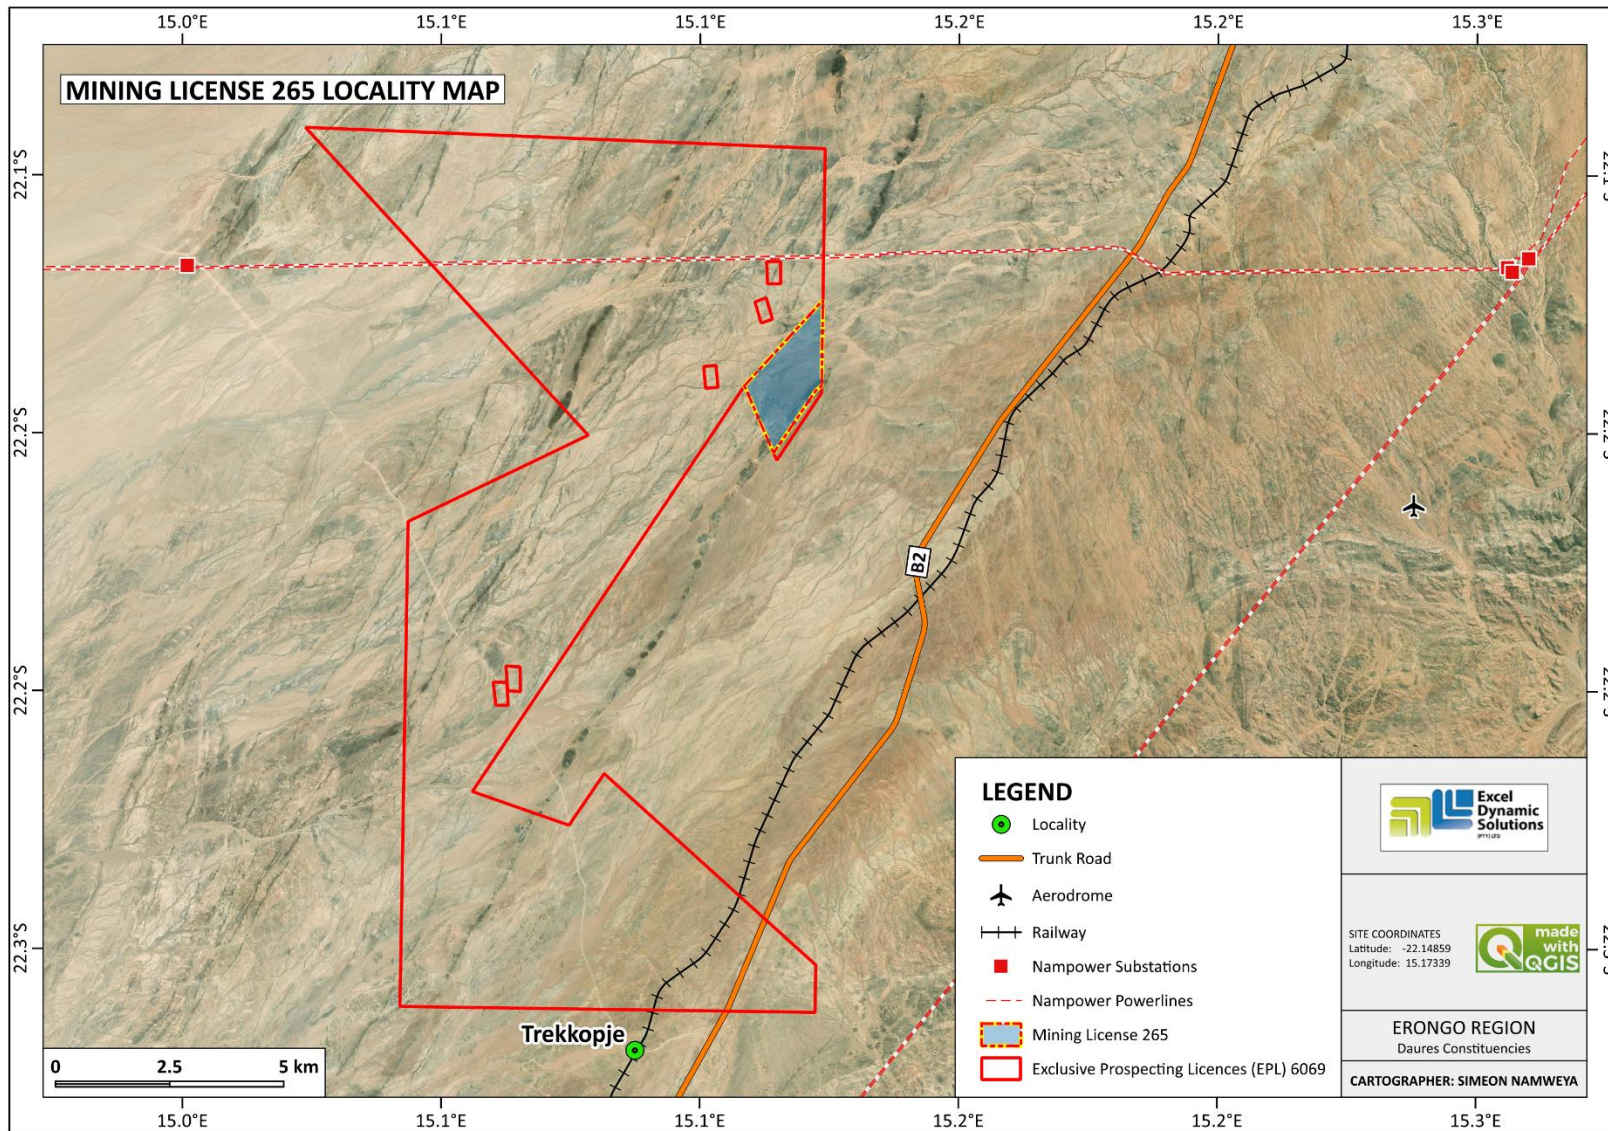 15.0°E 15.1°E 15.1°E 15.2°E 15.2°E 15.3°E
MINING LICENSE 265 LOCALITY MAP
22.1°S
22.2°S
22.2°S
22.3°S
B2
Trekkopje
0 2.5 5 km
LEGEND
Locality
Trunk Road
Aerodrome
Railway
Nampower Substations
Nampower Powerlines
Mining License 265
Exclusive Prospecting Licences (EPL) 6069
Excel
Dynamic
Solutions
(PTY) LTD
SITE COORDINATES
Latitude: -22.14859
Longitude: 15.17339
made
with
QGIS
ERONGO REGION
Daures Constituencies
CARTOGRAPHER: SIMEON NAMWEYA
15.0°E 15.1°E 15.1°E 15.2°E 15.2°E 15.3°E